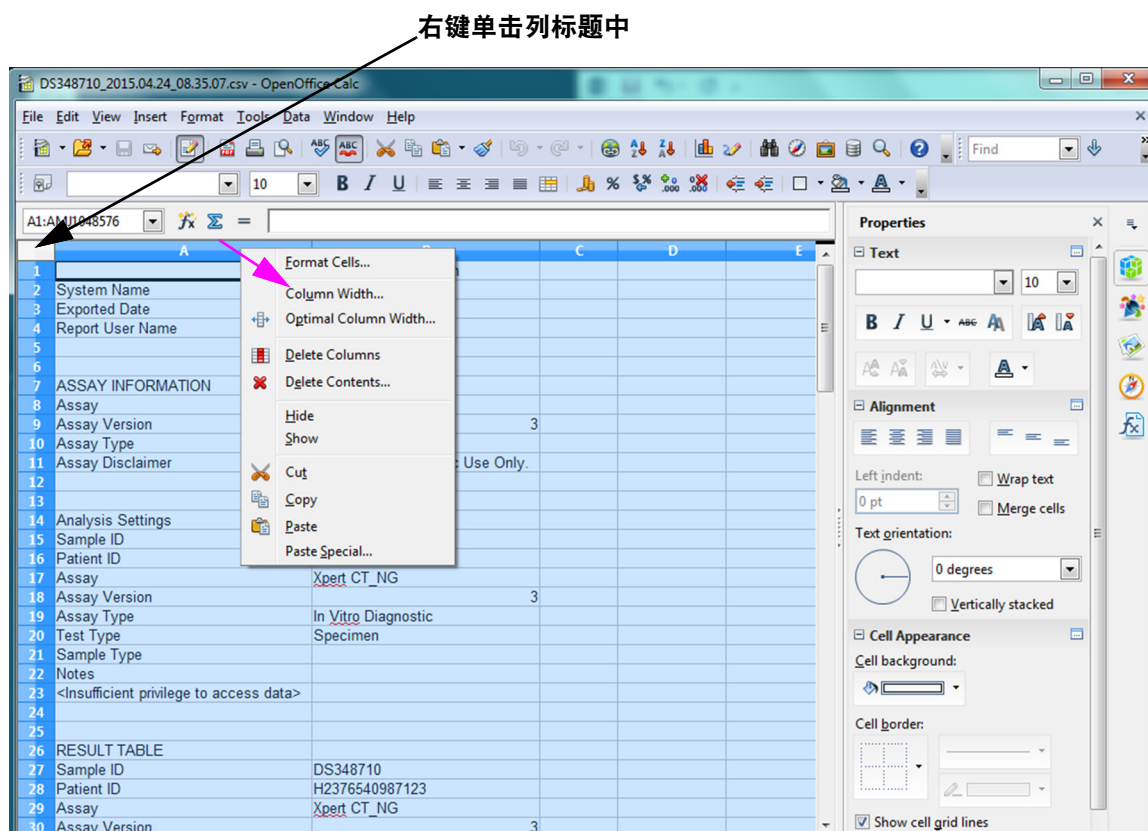 右键单击列标题中
DS348710_2015.04.24_08.35.07.csv - OpenOffice Calc
File Edit View Insert Format Tools Data Window Help
Find
10
A1:AMJ1048576
A C D E
1
2 System Name
3 Exported Date
4 Report User Name
5
6
7 ASSAY INFORMATION
8 Assay
9 Assay Version 3
10 Assay Type
11 Assay Disclaimer Use Only.
12
13
14 Analysis Settings
15 Sample ID
16 Patient ID
17 Assay Xpert CT_NG
18 Assay Version 3
19 Assay Type In Vitro Diagnostic
20 Test Type Specimen
21 Sample Type
22 Notes
23 <Insufficient privilege to access data>
24
25
26 RESULT TABLE
27 Sample ID DS348710
28 Patient ID H2376540987123
29 Assay Xpert CT_NG
30 Assay Version 3
Format Cells...
Column Width...
Optimal Column Width...
Delete Columns
Delete Contents...
Hide
Show
Cut
Copy
Paste
Paste Special...
Properties
Text
10
Alignment
Left indent:
0 pt
Wrap text
Merge cells
Text orientation:
0 degrees
Vertically stacked
Cell Appearance
Cell background:
Cell border:
Show cell grid lines